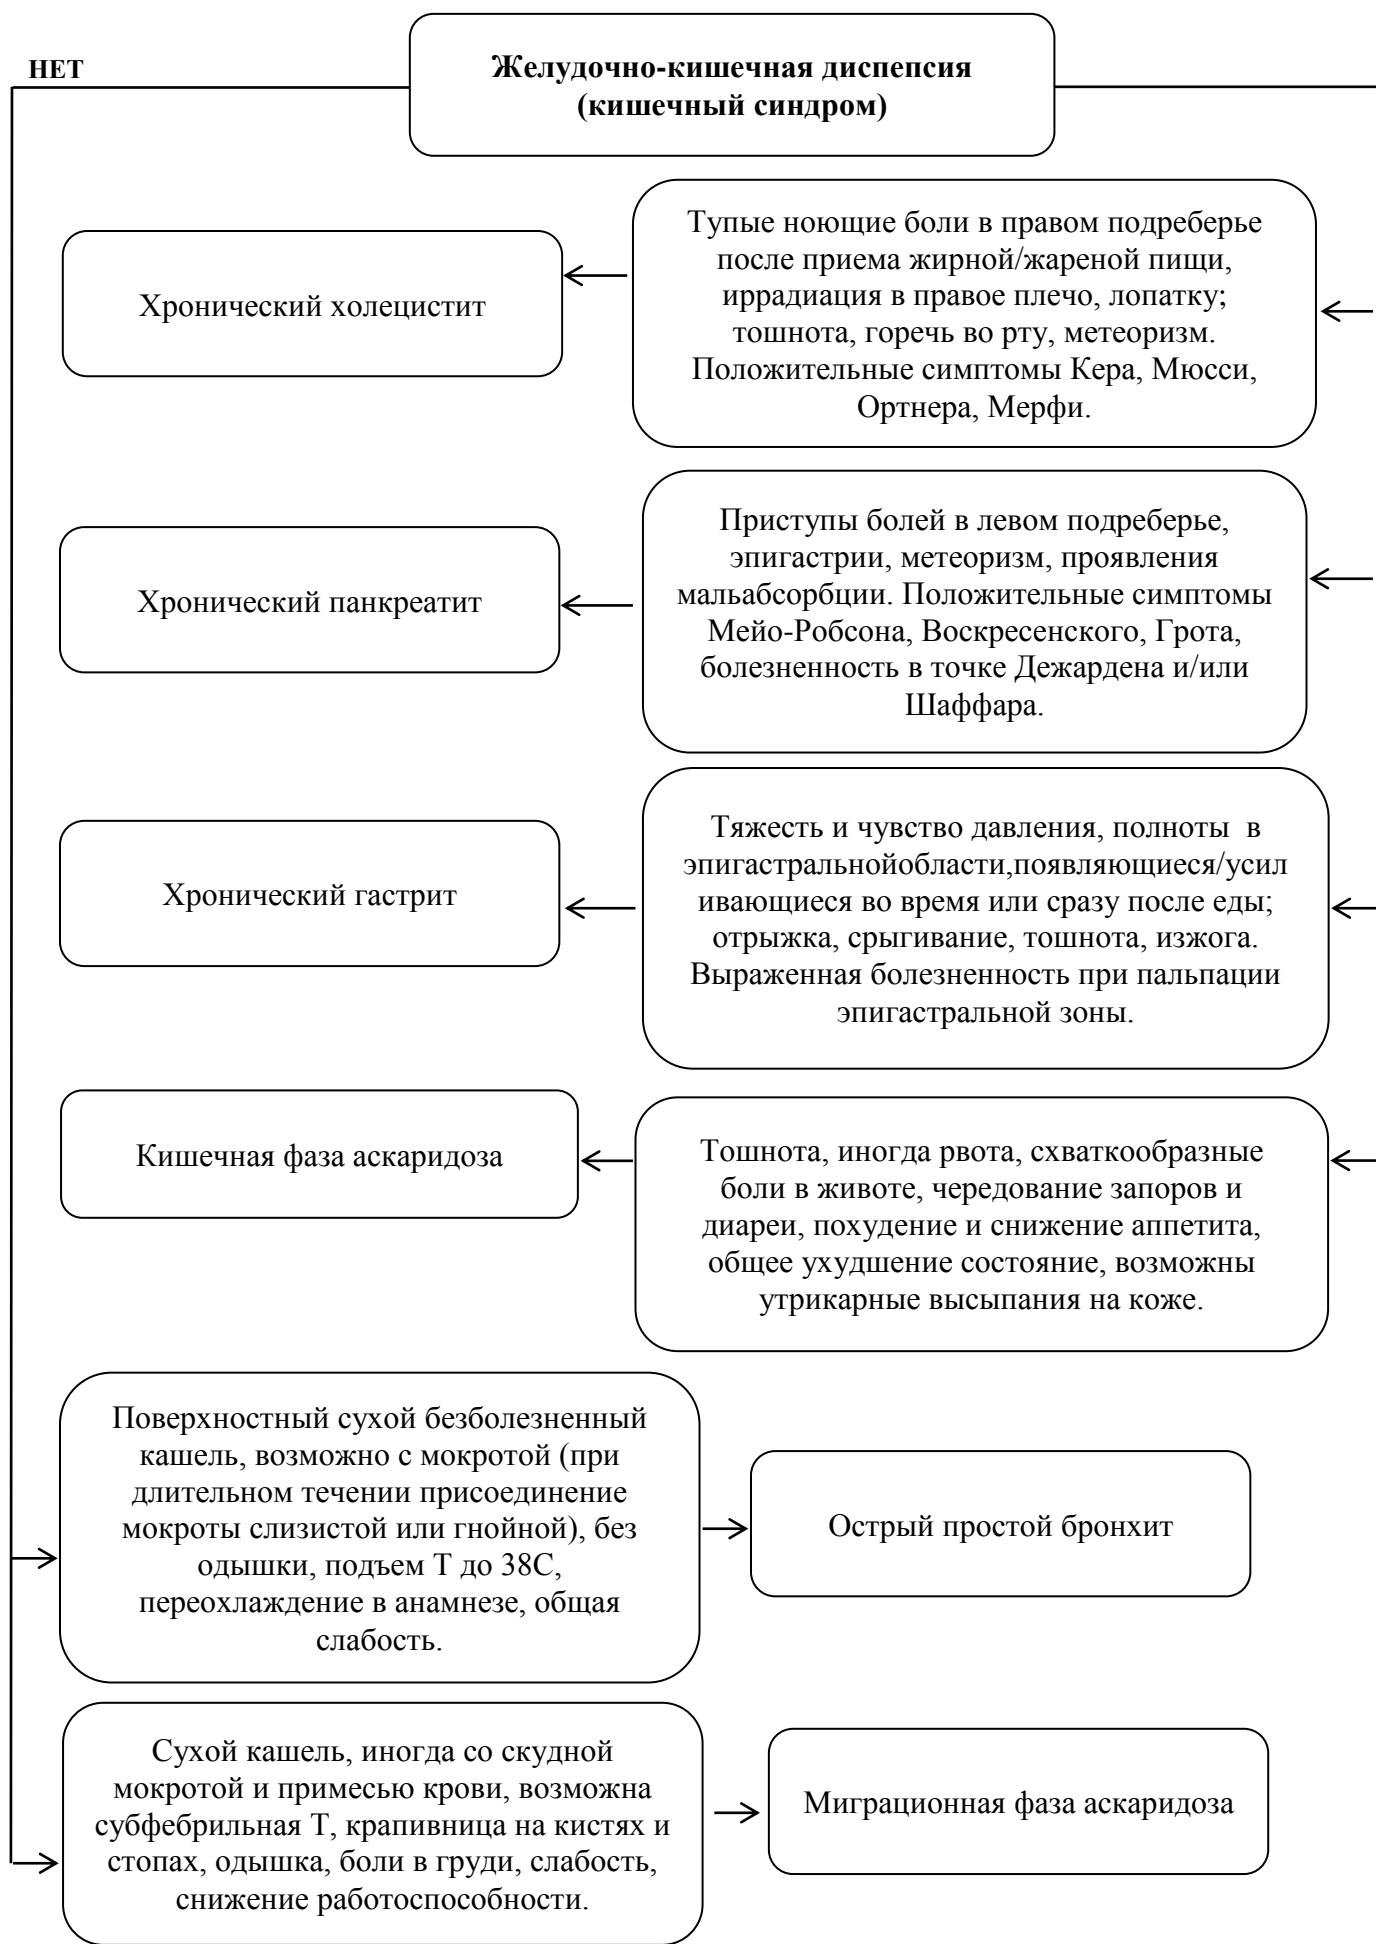 НЕТ
Желудочно-кишечная диспепсия
(кишечный синдром)
Хронический холецистит
Тупые ноющие боли в правом подреберье
после приема жирной/жареной пищи,
иррадиация в правое плечо, лопатку;
тошнота, горечь во рту, метеоризм.
Положительные симптомы Кера, Мюсси,
Ортнера, Мерфи.
Хронический панкреатит
Приступы болей в левом подреберье,
эпигастрии, метеоризм, проявления
мальабсорбции. Положительные симптомы
Мейо-Робсона, Воскресенского, Грота,
болезненность в точке Дежардена и/или
Шаффара.
Хронический гастрит
Тяжесть и чувство давления, полноты в
эпигастральнойобласти,появляющиеся/усил
ивающиеся во время или сразу после еды;
отрыжка, срыгивание, тошнота, изжога.
Выраженная болезненность при пальпации
эпигастральной зоны.
Кишечная фаза аскаридоза
Тошнота, иногда рвота, схваткообразные
боли в животе, чередование запоров и
диареи, похудение и снижение аппетита,
общее ухудшение состояние, возможны
утрикарные высыпания на коже.
Поверхностный сухой безболезненный
кашель, возможно с мокротой (при
длительном течении присоединение
мокроты слизистой или гнойной), без
одышки, подъем Т до 38С,
переохлаждение в анамнезе, общая
слабость.
Острый простой бронхит
Сухой кашель, иногда со скудной
мокротой и примесью крови, возможна
субфебрильная Т, крапивница на кистях и
стопах, одышка, боли в груди, слабость,
снижение работоспособности.
Миграционная фаза аскаридоза